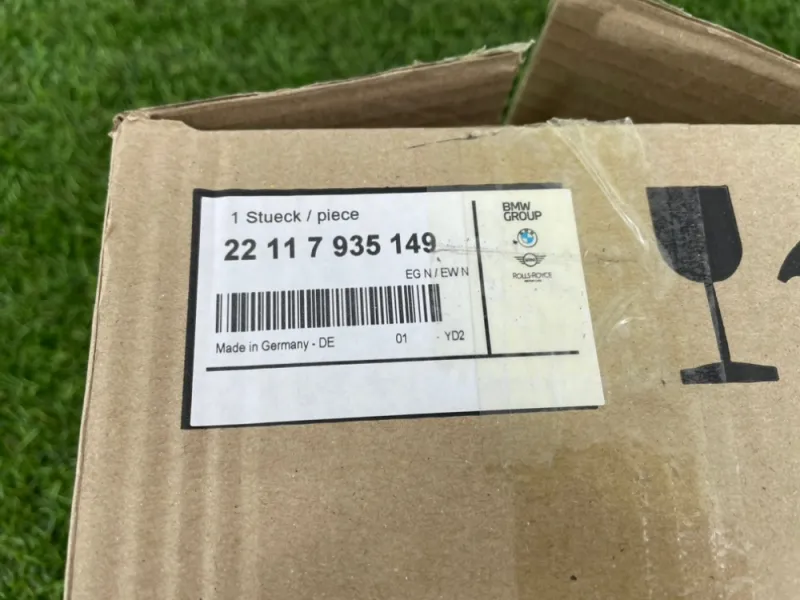 1 Stueck / piece
22 11 7 935 149
EG N / EW N
Made in Germany - DE 01 YD2
BMW
GROUP
ROLLS-ROYCE